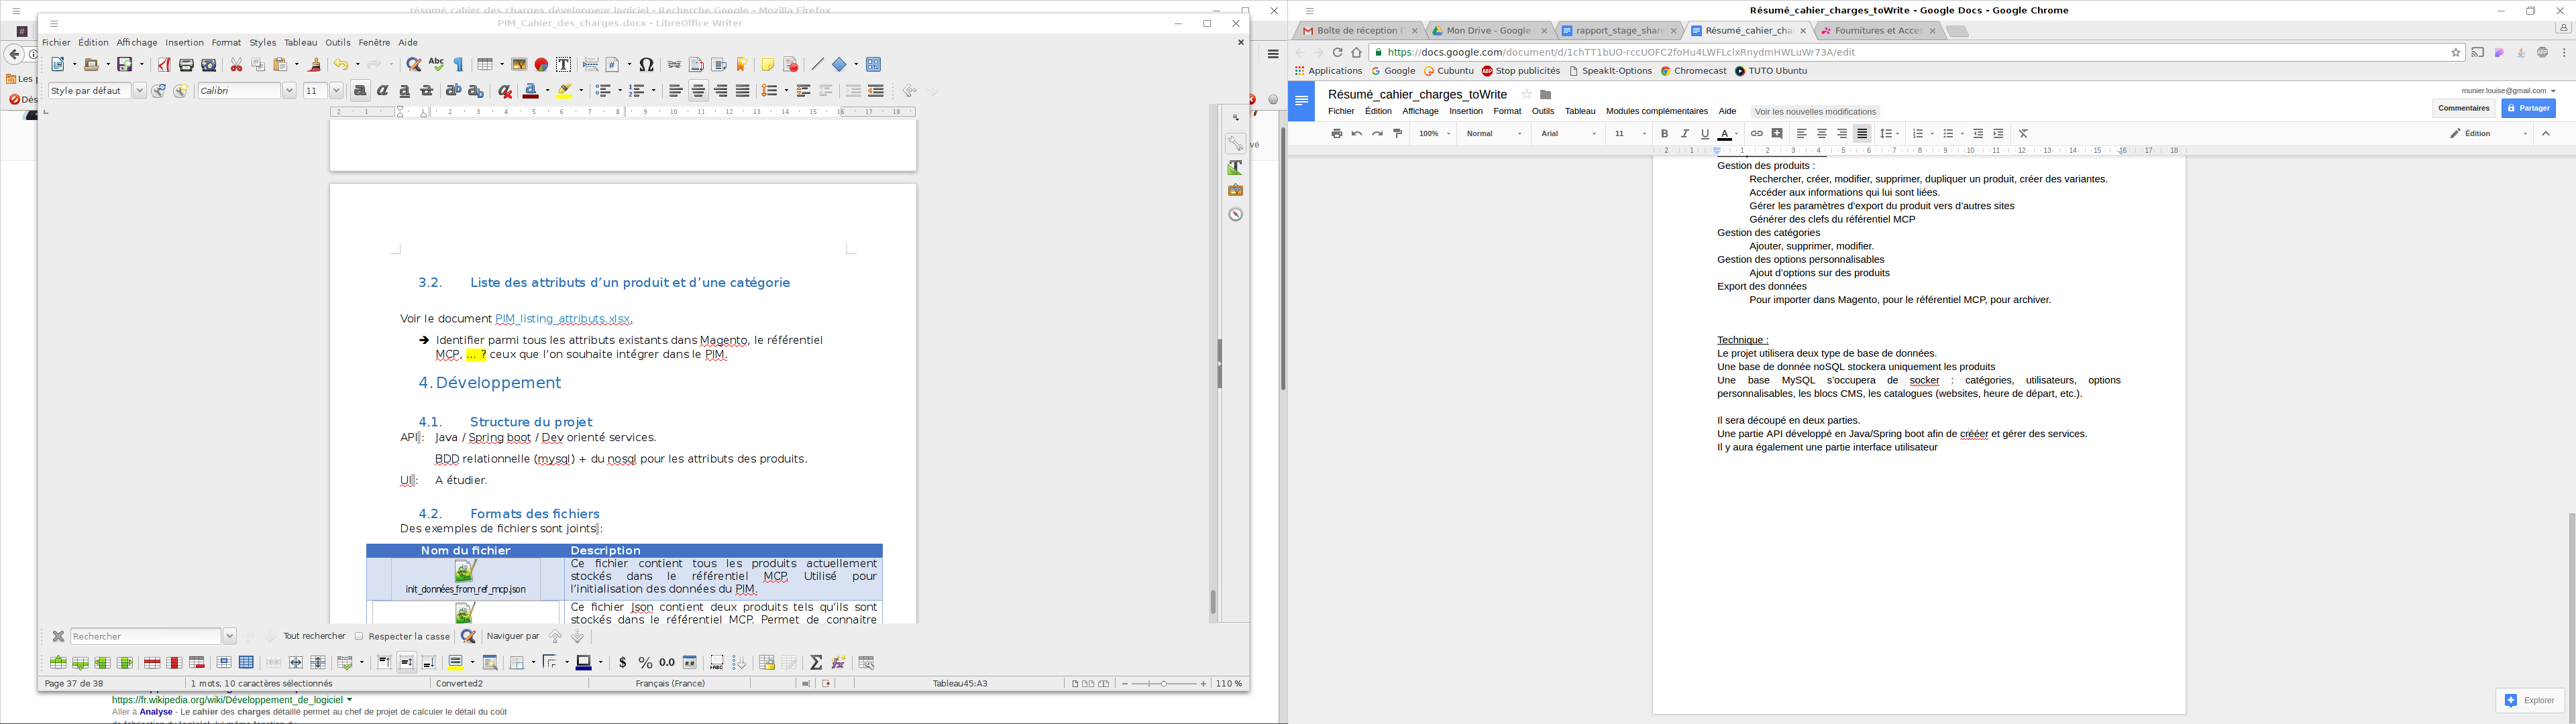 résumé cahier des charges développeur logiciel - Recherche Google - Mozilla Firefox
PIM_Cahier_des_charges.docx - LibreOffice Writer
Fichier Édition Affichage Insertion Format Styles Tableau Outils Fenêtre Aide
Les p
Style par défaut Calibri 11
Dés
3.2. Liste des attributs d’un produit et d’une catégorie
Voir le document PIM_listing_attributs.xlsx.
➔ Identifier parmi tous les attributs existants dans Magento, le référentiel
MCP, ... ? ceux que l’on souhaite intégrer dans le PIM.
4. Développement
4.1. Structure du projet
API : Java / Spring boot / Dev orienté services.
BDD relationnelle (mysql) + du nosql pour les attributs des produits.
UI : A étudier.
4.2. Formats des fichiers
Des exemples de fichiers sont joints :
Nom du fichier Description
init_données_from_ref_mcp.json
Ce fichier contient tous les produits actuellement
stockés dans le référentiel MCP. Utilisé pour
l’initialisation des données du PIM.
Ce fichier Json contient deux produits tels qu’ils sont
stockés dans le référentiel MCP. Permet de connaitre
Rechercher Tout rechercher Respecter la casse Naviguer par
Page 37 de 38 1 mots, 10 caractères sélectionnés Converted2 Français (France) Tableau45:A3 110 %
https://fr.wikipedia.org/wiki/Développement_de_logiciel
Aller à Analyse - Le cahier des charges détaillé permet au chef de projet de calculer le détail du coût
Résumé_cahier_charges_toWrite - Google Docs - Google Chrome
Boîte de réception Mon Drive - Google rapport_stage_share Résumé_cahier_cha Fournitures et Acces
https://docs.google.com/document/d/1chTT1bUO-rccUOFC2foHu4LWFLclxRnydmHWLuWr73A/edit
Applications Google Cubuntu Stop publicités SpeakIt-Options Chromecast TUTO Ubuntu
Résumé_cahier_charges_toWrite
munier.louise@gmail.com
Fichier Édition Affichage Insertion Format Outils Tableau Modules complémentaires Aide Voir les nouvelles modifications
Commentaires Partager
100% Normal Arial 11 Édition
Gestion des produits :
Rechercher, créer, modifier, supprimer, dupliquer un produit, créer des variantes.
Accéder aux informations qui lui sont liées.
Gérer les paramètres d’export du produit vers d’autres sites
Générer des clefs du référentiel MCP
Gestion des catégories
Ajouter, supprimer, modifier.
Gestion des options personnalisables
Ajout d’options sur des produits
Export des données
Pour importer dans Magento, pour le référentiel MCP, pour archiver.
Technique :
Le projet utilisera deux type de base de données.
Une base de donnée noSQL stockera uniquement les produits
Une base MySQL s’occupera de socker : catégories, utilisateurs, options
personnalisables, les blocs CMS, les catalogues (websites, heure de départ, etc.).
Il sera découpé en deux parties.
Une partie API développé en Java/Spring boot afin de crééer et gérer des services.
Il y aura également une partie interface utilisateur
Explorer